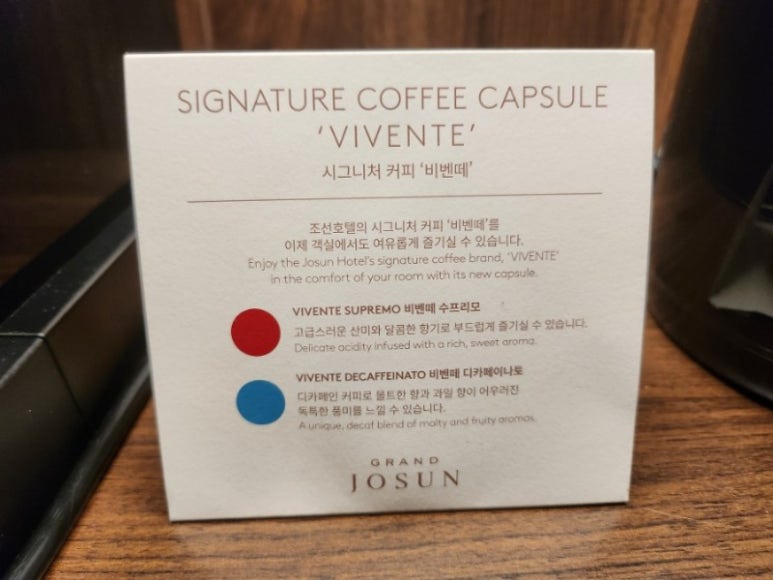 SIGNATURE COFFEE CAPSULE
‘VIVENTE’
시그니처 커피 ‘비벤떼’
조선호텔의 시그니처 커피 ‘비벤떼’를
이제 객실에서도 여유롭게 즐기실 수 있습니다.
Enjoy the Josun Hotel's signature coffee brand, ‘VIVENTE’
in the comfort of your room with its new capsule.
VIVENTE SUPREMO 비벤떼 수프리모
고급스러운 산미와 달콤한 향기로 부드럽게 즐기실 수 있습니다.
Delicate acidity infused with a rich, sweet aroma.
VIVENTE DECAFFEINATO 비벤떼 디카페이나토
디카페인 커피로 몰트한 향과 과일 향이 어우러진
독특한 풍미를 느낄 수 있습니다.
A unique, decaf blend of malty and fruity aromas.
GRAND
JOSUN